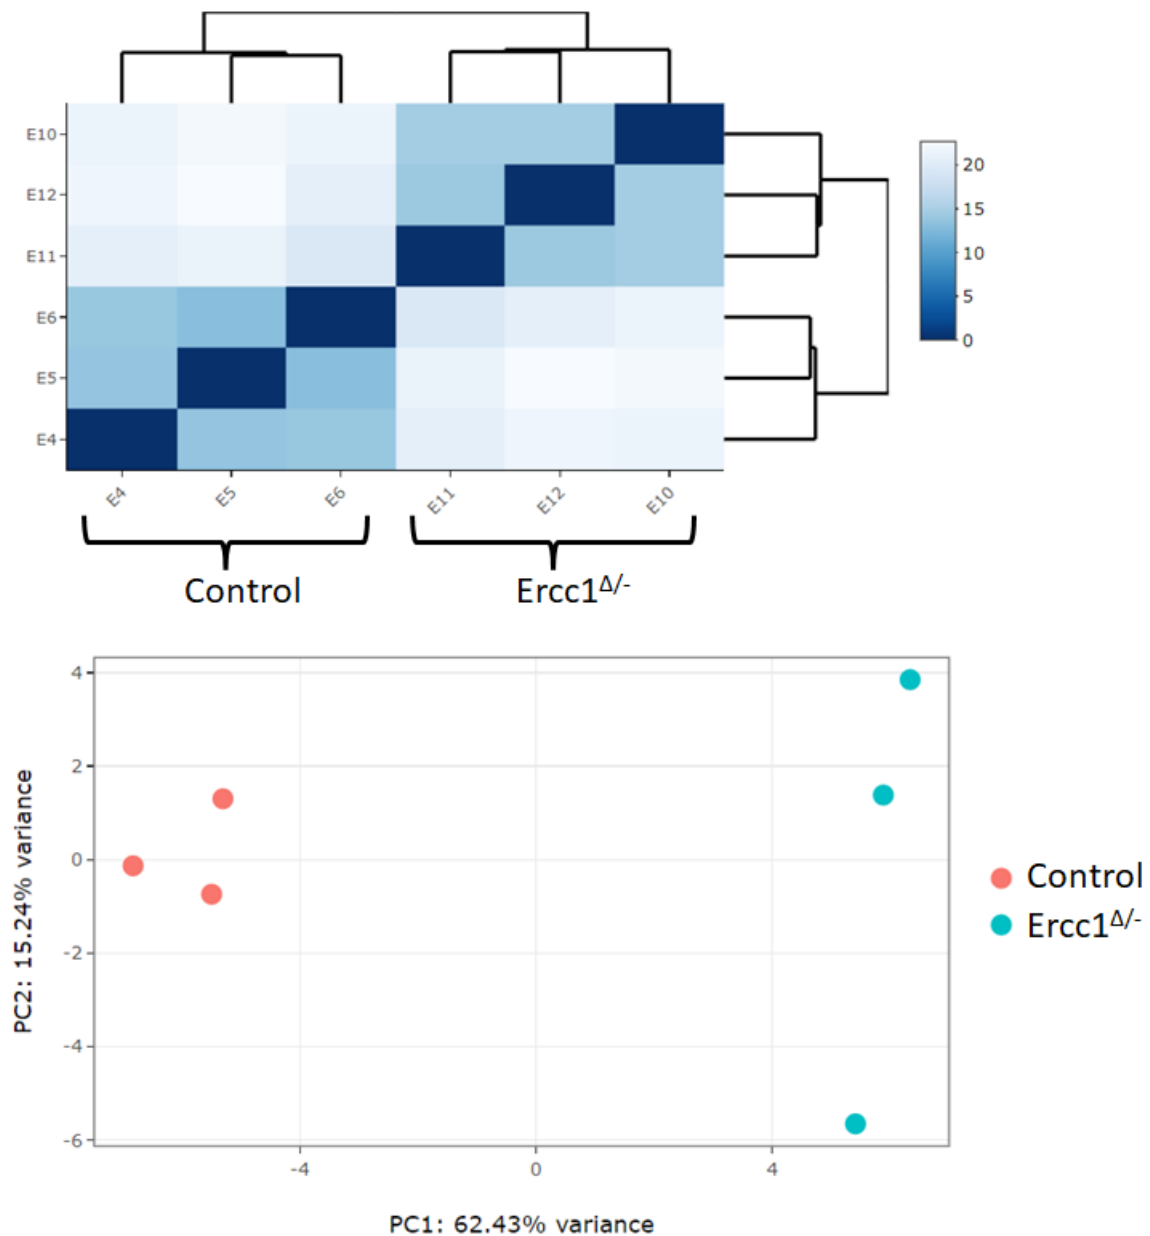 E10
E12
E11
E6
E5
E4
20
15
10
5
0
E4 E5 E6 E11 E12 E10
Control Ercc1Δ/-
4
2
0
-2
-4
-6
PC2: 15.24% variance
-4 0 4
PC1: 62.43% variance
Control
Ercc1Δ/-